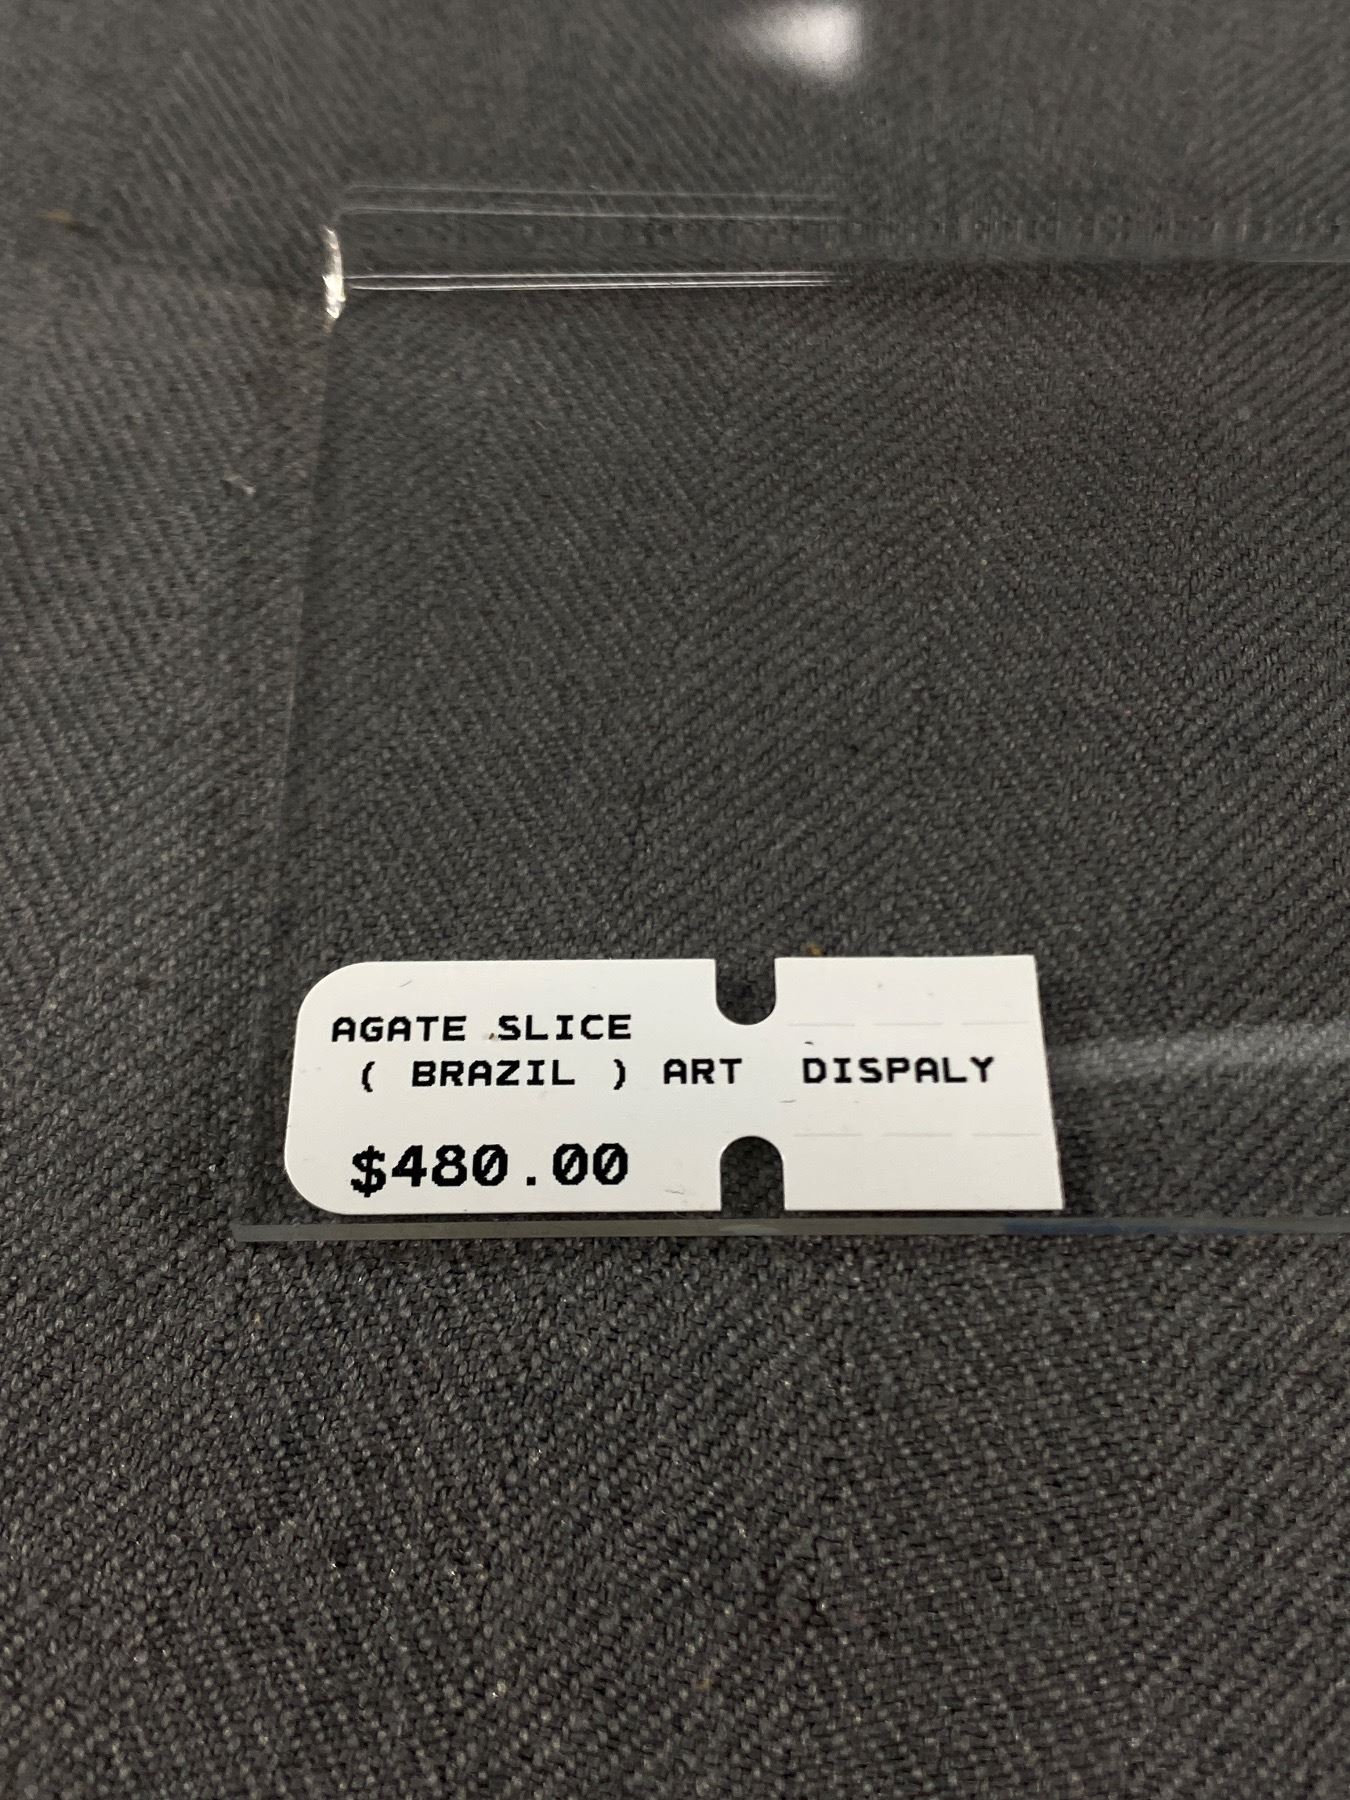 AGATE SLICE
( BRAZIL ) ART DISPALY
$480.00